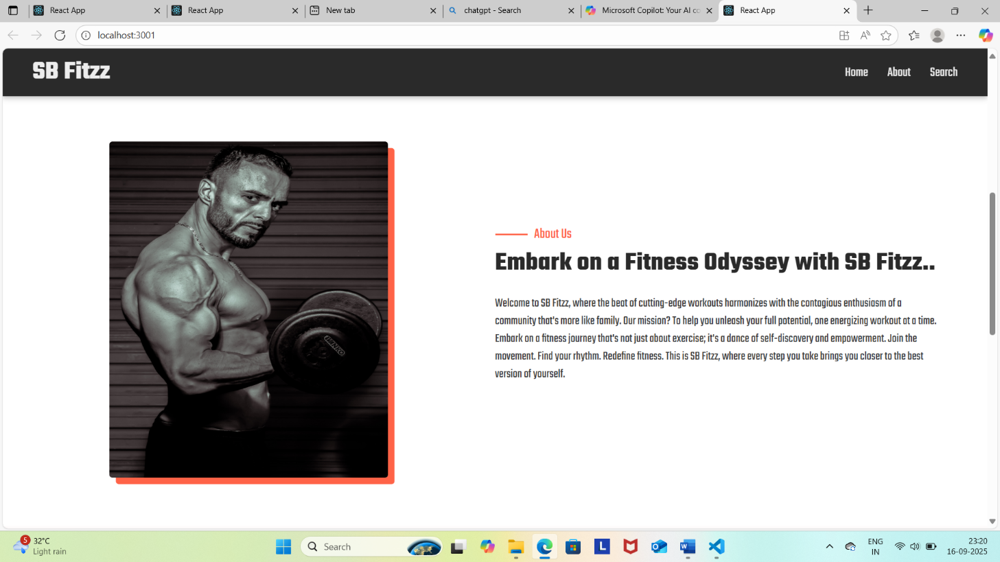 React App
React App
New tab
chatgpt - Search
Microsoft Copilot: Your AI co
React App
localhost:3001
SB Fitzz
Home About Search
About Us
Embark on a Fitness Odyssey with SB Fitzz..
Welcome to SB Fitzz, where the beat of cutting-edge workouts harmonizes with the contagious enthusiasm of a
community that's more like family. Our mission? To help you unleash your full potential, one energizing workout at a time.
Embark on a fitness journey that's not just about exercise; it's a dance of self-discovery and empowerment. Join the
movement. Find your rhythm. Redefine fitness. This is SB Fitzz, where every step you take brings you closer to the best
version of yourself.
IVANKO
5
32°C
Light rain
Search
L
ENG
IN
23:20
16-09-2025